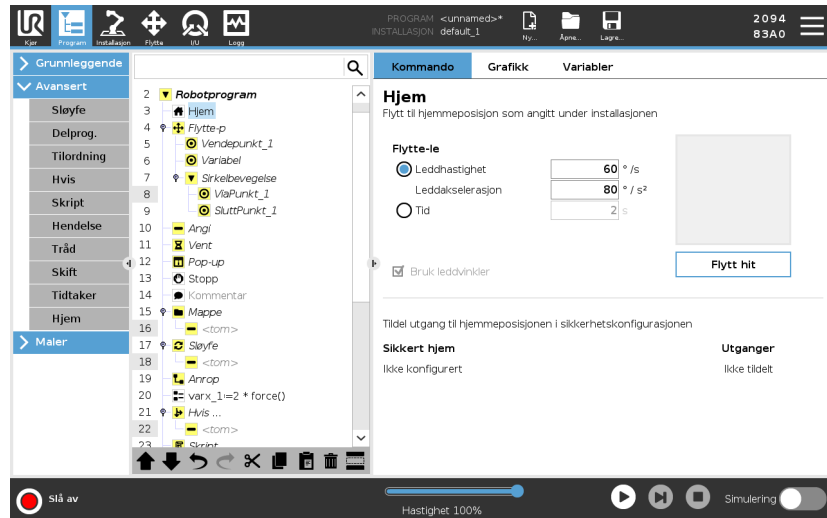 PROGRAM <unnamed>*
INSTALLASJON default_1
Ny...
Åpne...
Lagre...
2094
83A0
Kjør
Program
Installasjon
Flytte
I/U
Logg
Grunnleggende
Avansert
Sløyfe
Delprog.
Tilordning
Hvis
Skript
Hendelse
Tråd
Skift
Tidtaker
Hjem
Maler
2 Robotprogram
3 Hjem
4 Flytte-p
5 Vendepunkt_1
6 Variabel
7 Sirkelbevegelse
8 ViaPunkt_1
9 SluttPunkt_1
10 Angi
11 Vent
12 Pop-up
13 Stopp
14 Kommentar
15 Mappe
16 <tom>
17 Sløyfe
18 <tom>
19 Anrop
20 varx_1≔2 * force()
21 Hvis ...
22 <tom>
23 Skript
Kommando Grafikk Variabler
Hjem
Flytt til hjemmeposisjon som angitt under installasjonen
Flytte-le
Leddhastighet 60 ° /s
Leddakselerasjon 80 ° / s²
Tid 2 s
Bruk leddvinkler
Flytt hit
Tildel utgang til hjemmeposisjonen i sikkerhetskonfigurasjonen
Sikkert hjem Utganger
Ikke konfigurert Ikke tildelt
Slå av
Hastighet 100%
Simulering